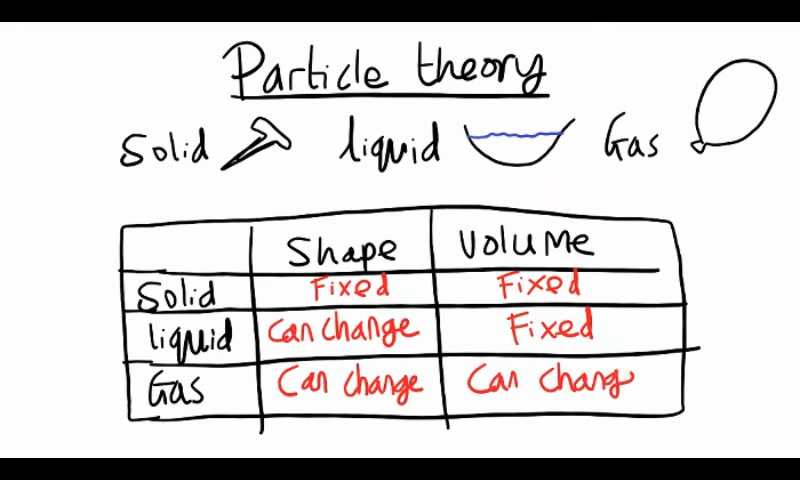 Particle theory
Solid liquid Gas
Shape Volume
Solid Fixed Fixed
liquid Can change Fixed
Gas Can change Can chang